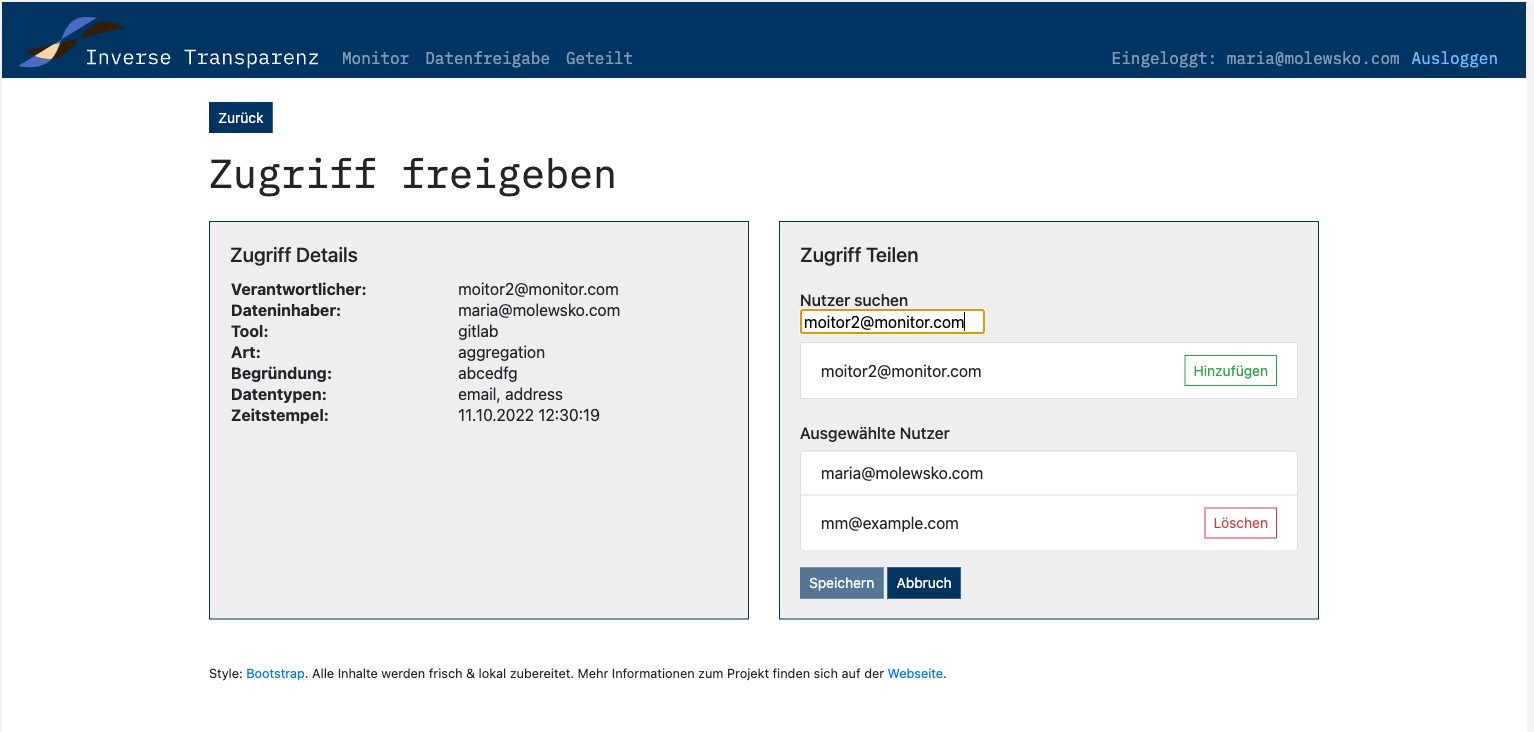 Inverse Transparenz Monitor Datenfreigabe Geteilt Eingeloggt: maria@molewsko.com Ausloggen
Zurück
Zugriff freigeben
Zugriff Details
Verantwortlicher: moitor2@monitor.com
Dateninhaber: maria@molewsko.com
Tool: gitlab
Art: aggregation
Begründung: abcedfg
Datentypen: email, address
Zeitstempel: 11.10.2022 12:30:19
Zugriff Teilen
Nutzer suchen
moitor2@monitor.com
moitor2@monitor.com Hinzufügen
Ausgewählte Nutzer
maria@molewsko.com
mm@example.com Löschen
Speichern Abbruch
Style: Bootstrap. Alle Inhalte werden frisch & lokal zubereitet. Mehr Informationen zum Projekt finden sich auf der Webseite.